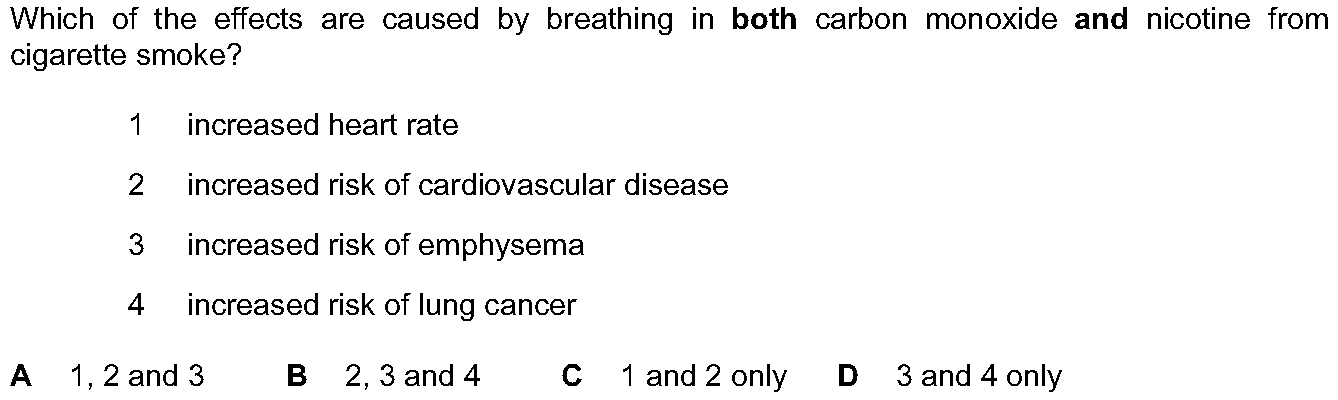 Which of the effects are caused by breathing in both carbon monoxide and nicotine from
cigarette smoke?
1 increased heart rate
2 increased risk of cardiovascular disease
3 increased risk of emphysema
4 increased risk of lung cancer
A 1, 2 and 3 B 2, 3 and 4 C 1 and 2 only D 3 and 4 only